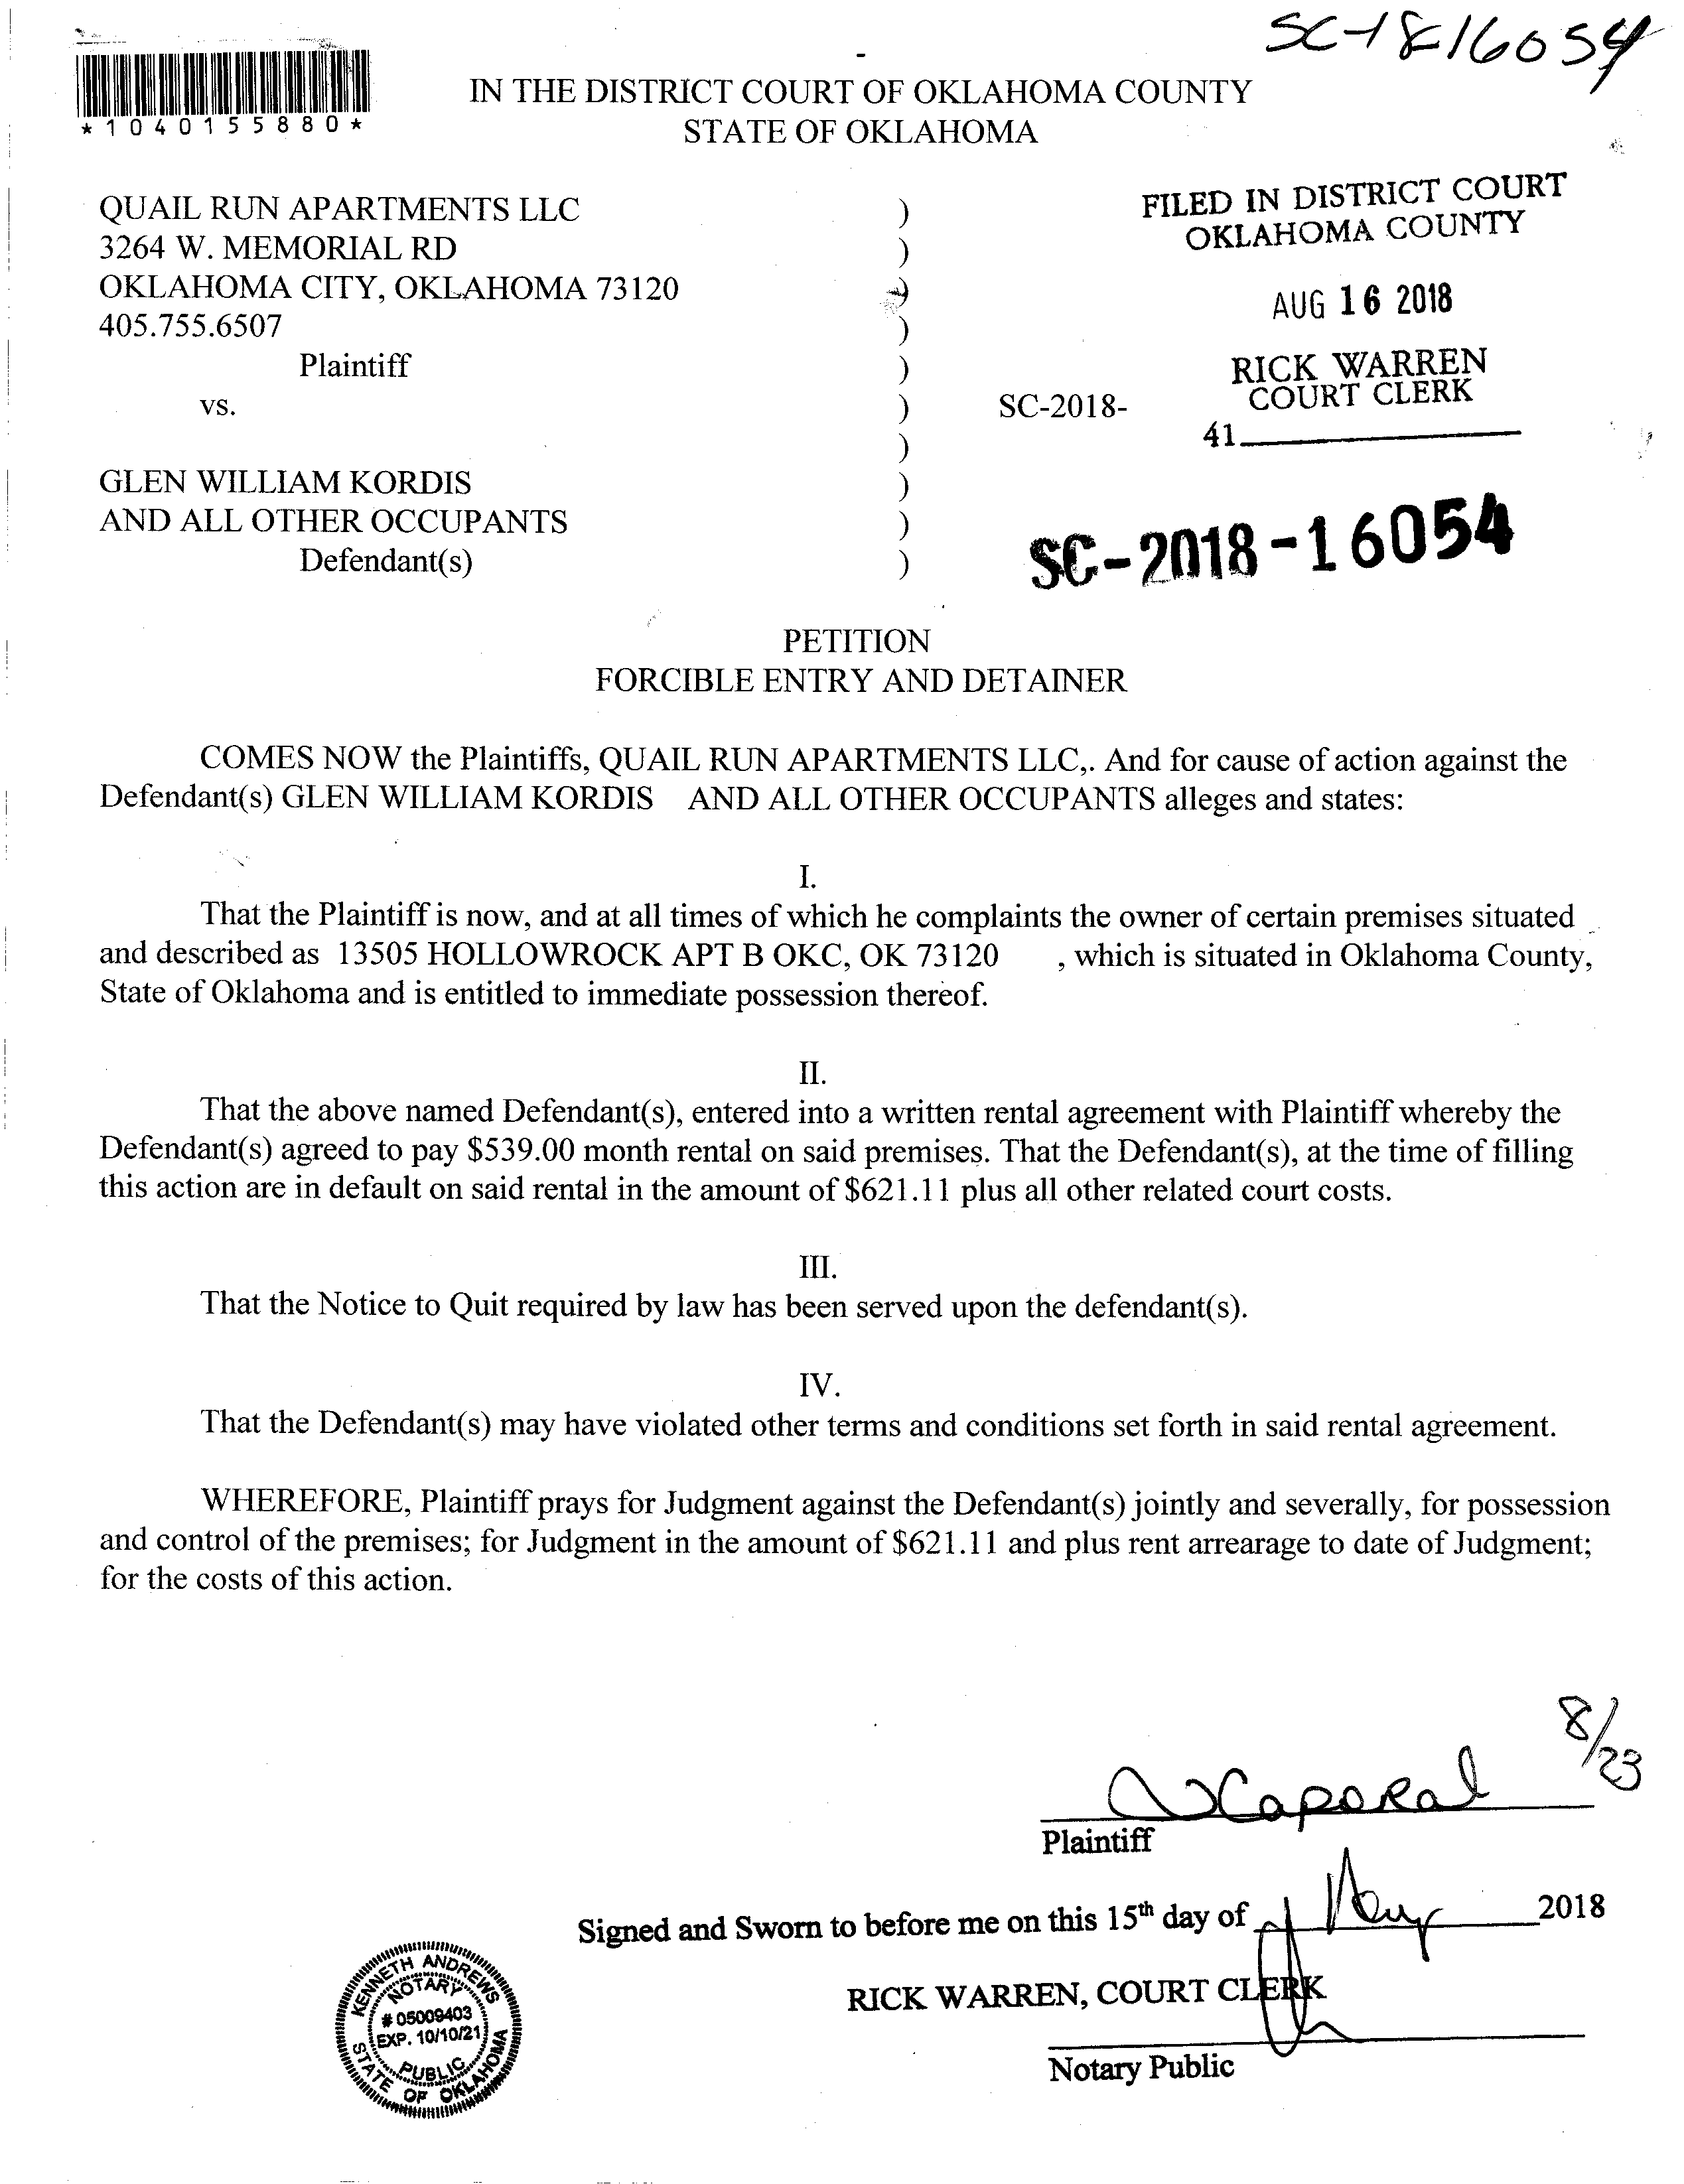 SC-1816054
*1040155880*
IN THE DISTRICT COURT OF OKLAHOMA COUNTY
STATE OF OKLAHOMA
QUAIL RUN APARTMENTS LLC )
3264 W. MEMORIAL RD )
OKLAHOMA CITY, OKLAHOMA 73120 )
405.755.6507 )
Plaintiff )
vs. ) SC-2018-
)
GLEN WILLIAM KORDIS )
AND ALL OTHER OCCUPANTS )
Defendant(s) )
FILED IN DISTRICT COURT
OKLAHOMA COUNTY
AUG 16 2018
RICK WARREN
COURT CLERK
41
SC-2018-16054
PETITION
FORCIBLE ENTRY AND DETAINER
COMES NOW the Plaintiffs, QUAIL RUN APARTMENTS LLC,. And for cause of action against the
Defendant(s) GLEN WILLIAM KORDIS AND ALL OTHER OCCUPANTS alleges and states:
I.
That the Plaintiff is now, and at all times of which he complaints the owner of certain premises situated
and described as 13505 HOLLOWROCK APT B OKC, OK 73120 , which is situated in Oklahoma County,
State of Oklahoma and is entitled to immediate possession thereof.
II.
That the above named Defendant(s), entered into a written rental agreement with Plaintiff whereby the
Defendant(s) agreed to pay $539.00 month rental on said premises. That the Defendant(s), at the time of filling
this action are in default on said rental in the amount of $621.11 plus all other related court costs.
III.
That the Notice to Quit required by law has been served upon the defendant(s).
IV.
That the Defendant(s) may have violated other terms and conditions set forth in said rental agreement.
WHEREFORE, Plaintiff prays for Judgment against the Defendant(s) jointly and severally, for possession
and control of the premises; for Judgment in the amount of $621.11 and plus rent arrearage to date of Judgment;
for the costs of this action.
8/23
Caporal
Plaintiff
Signed and Sworn to before me on this 15th day of 2018
RICK WARREN, COURT CLERK
Notary Public
KENNETH ANDREWS
NOTARY
# 05009403
EXP. 10/10/21
PUBLIC
STATE OF OKLAHOMA